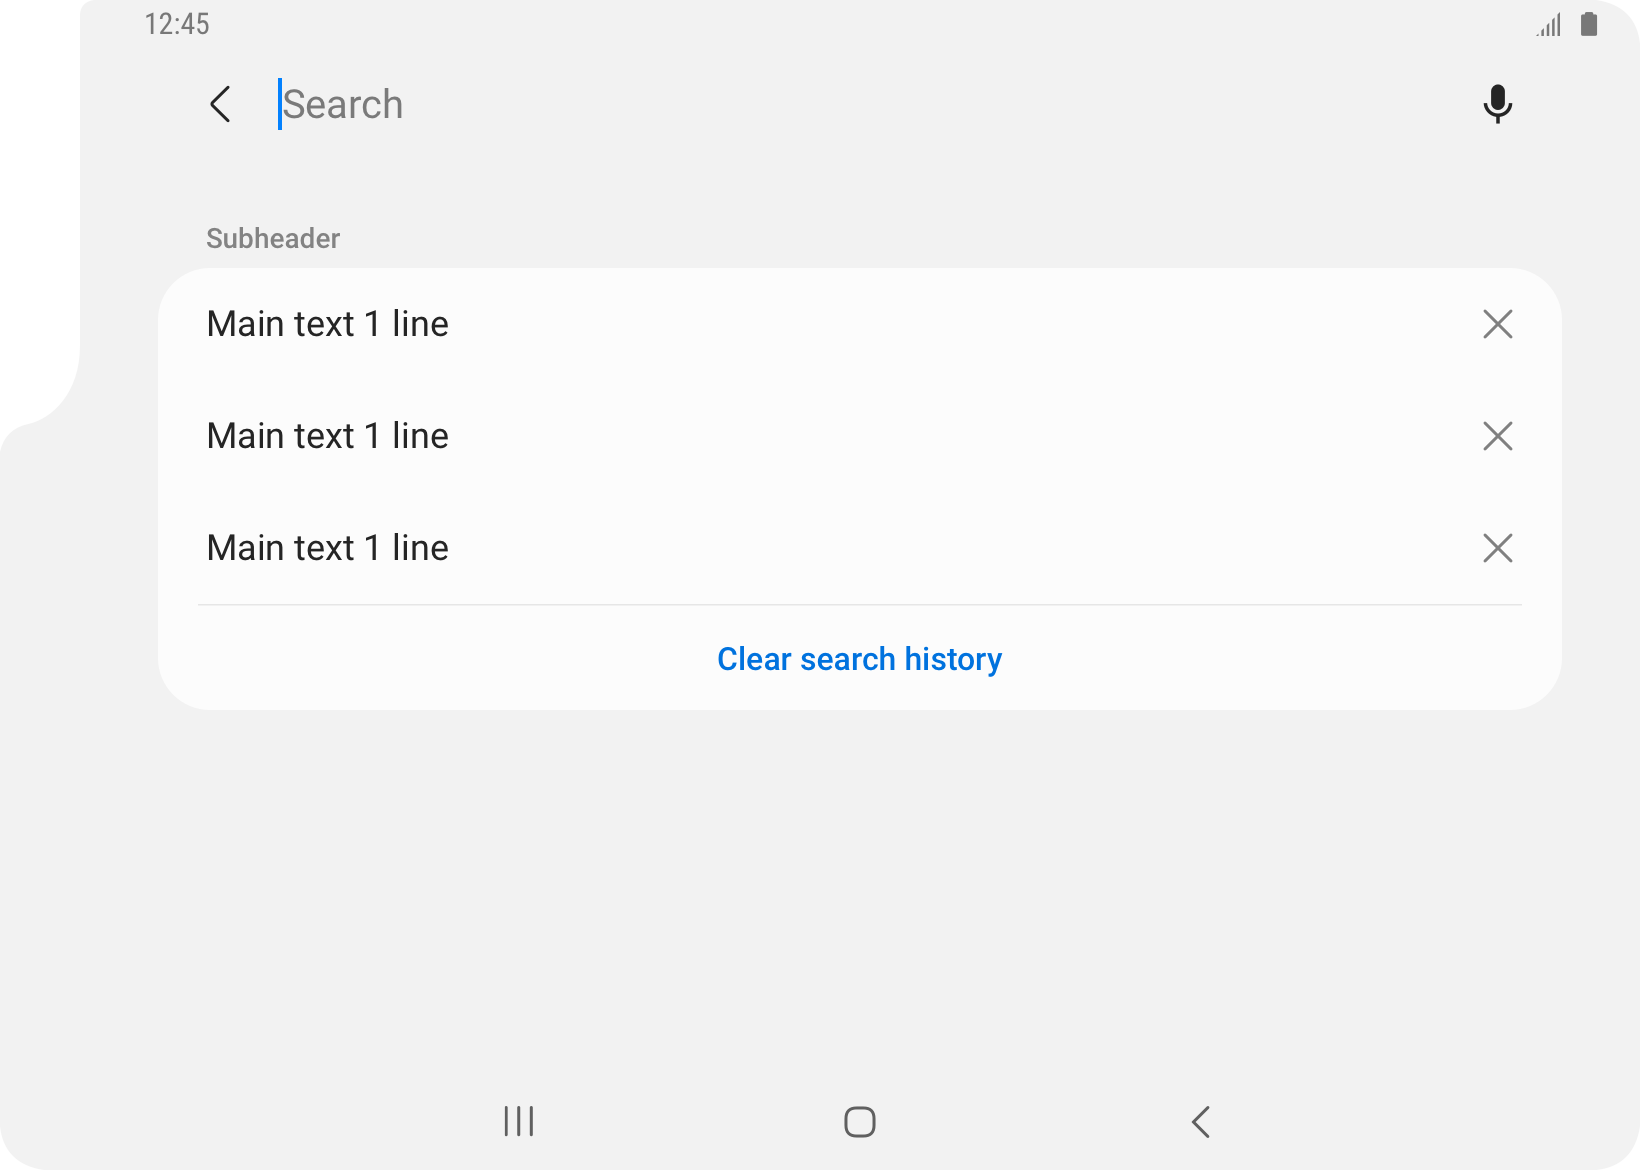 12:45
Search
Subheader
Main text 1 line
Main text 1 line
Main text 1 line
Clear search history